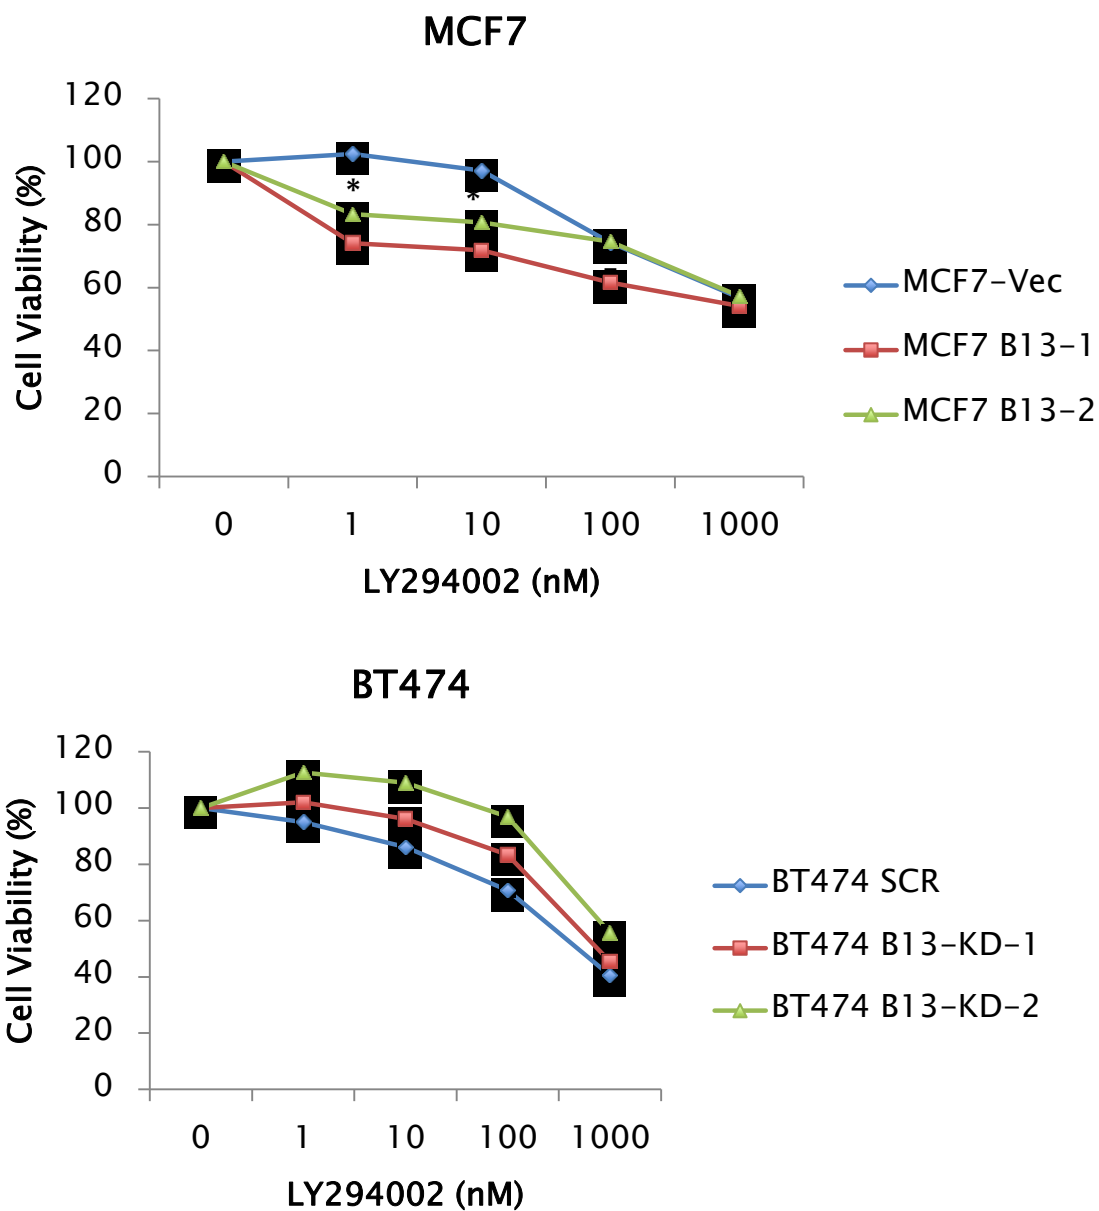 MCF7
120
100
80
60
40
20
0
Cell Viability (%)
*
*
0 1 10 100 1000
LY294002 (nM)
MCF7-Vec
MCF7 B13-1
MCF7 B13-2
BT474
120
100
80
60
40
20
0
Cell Viability (%)
0 1 10 100 1000
LY294002 (nM)
BT474 SCR
BT474 B13-KD-1
BT474 B13-KD-2